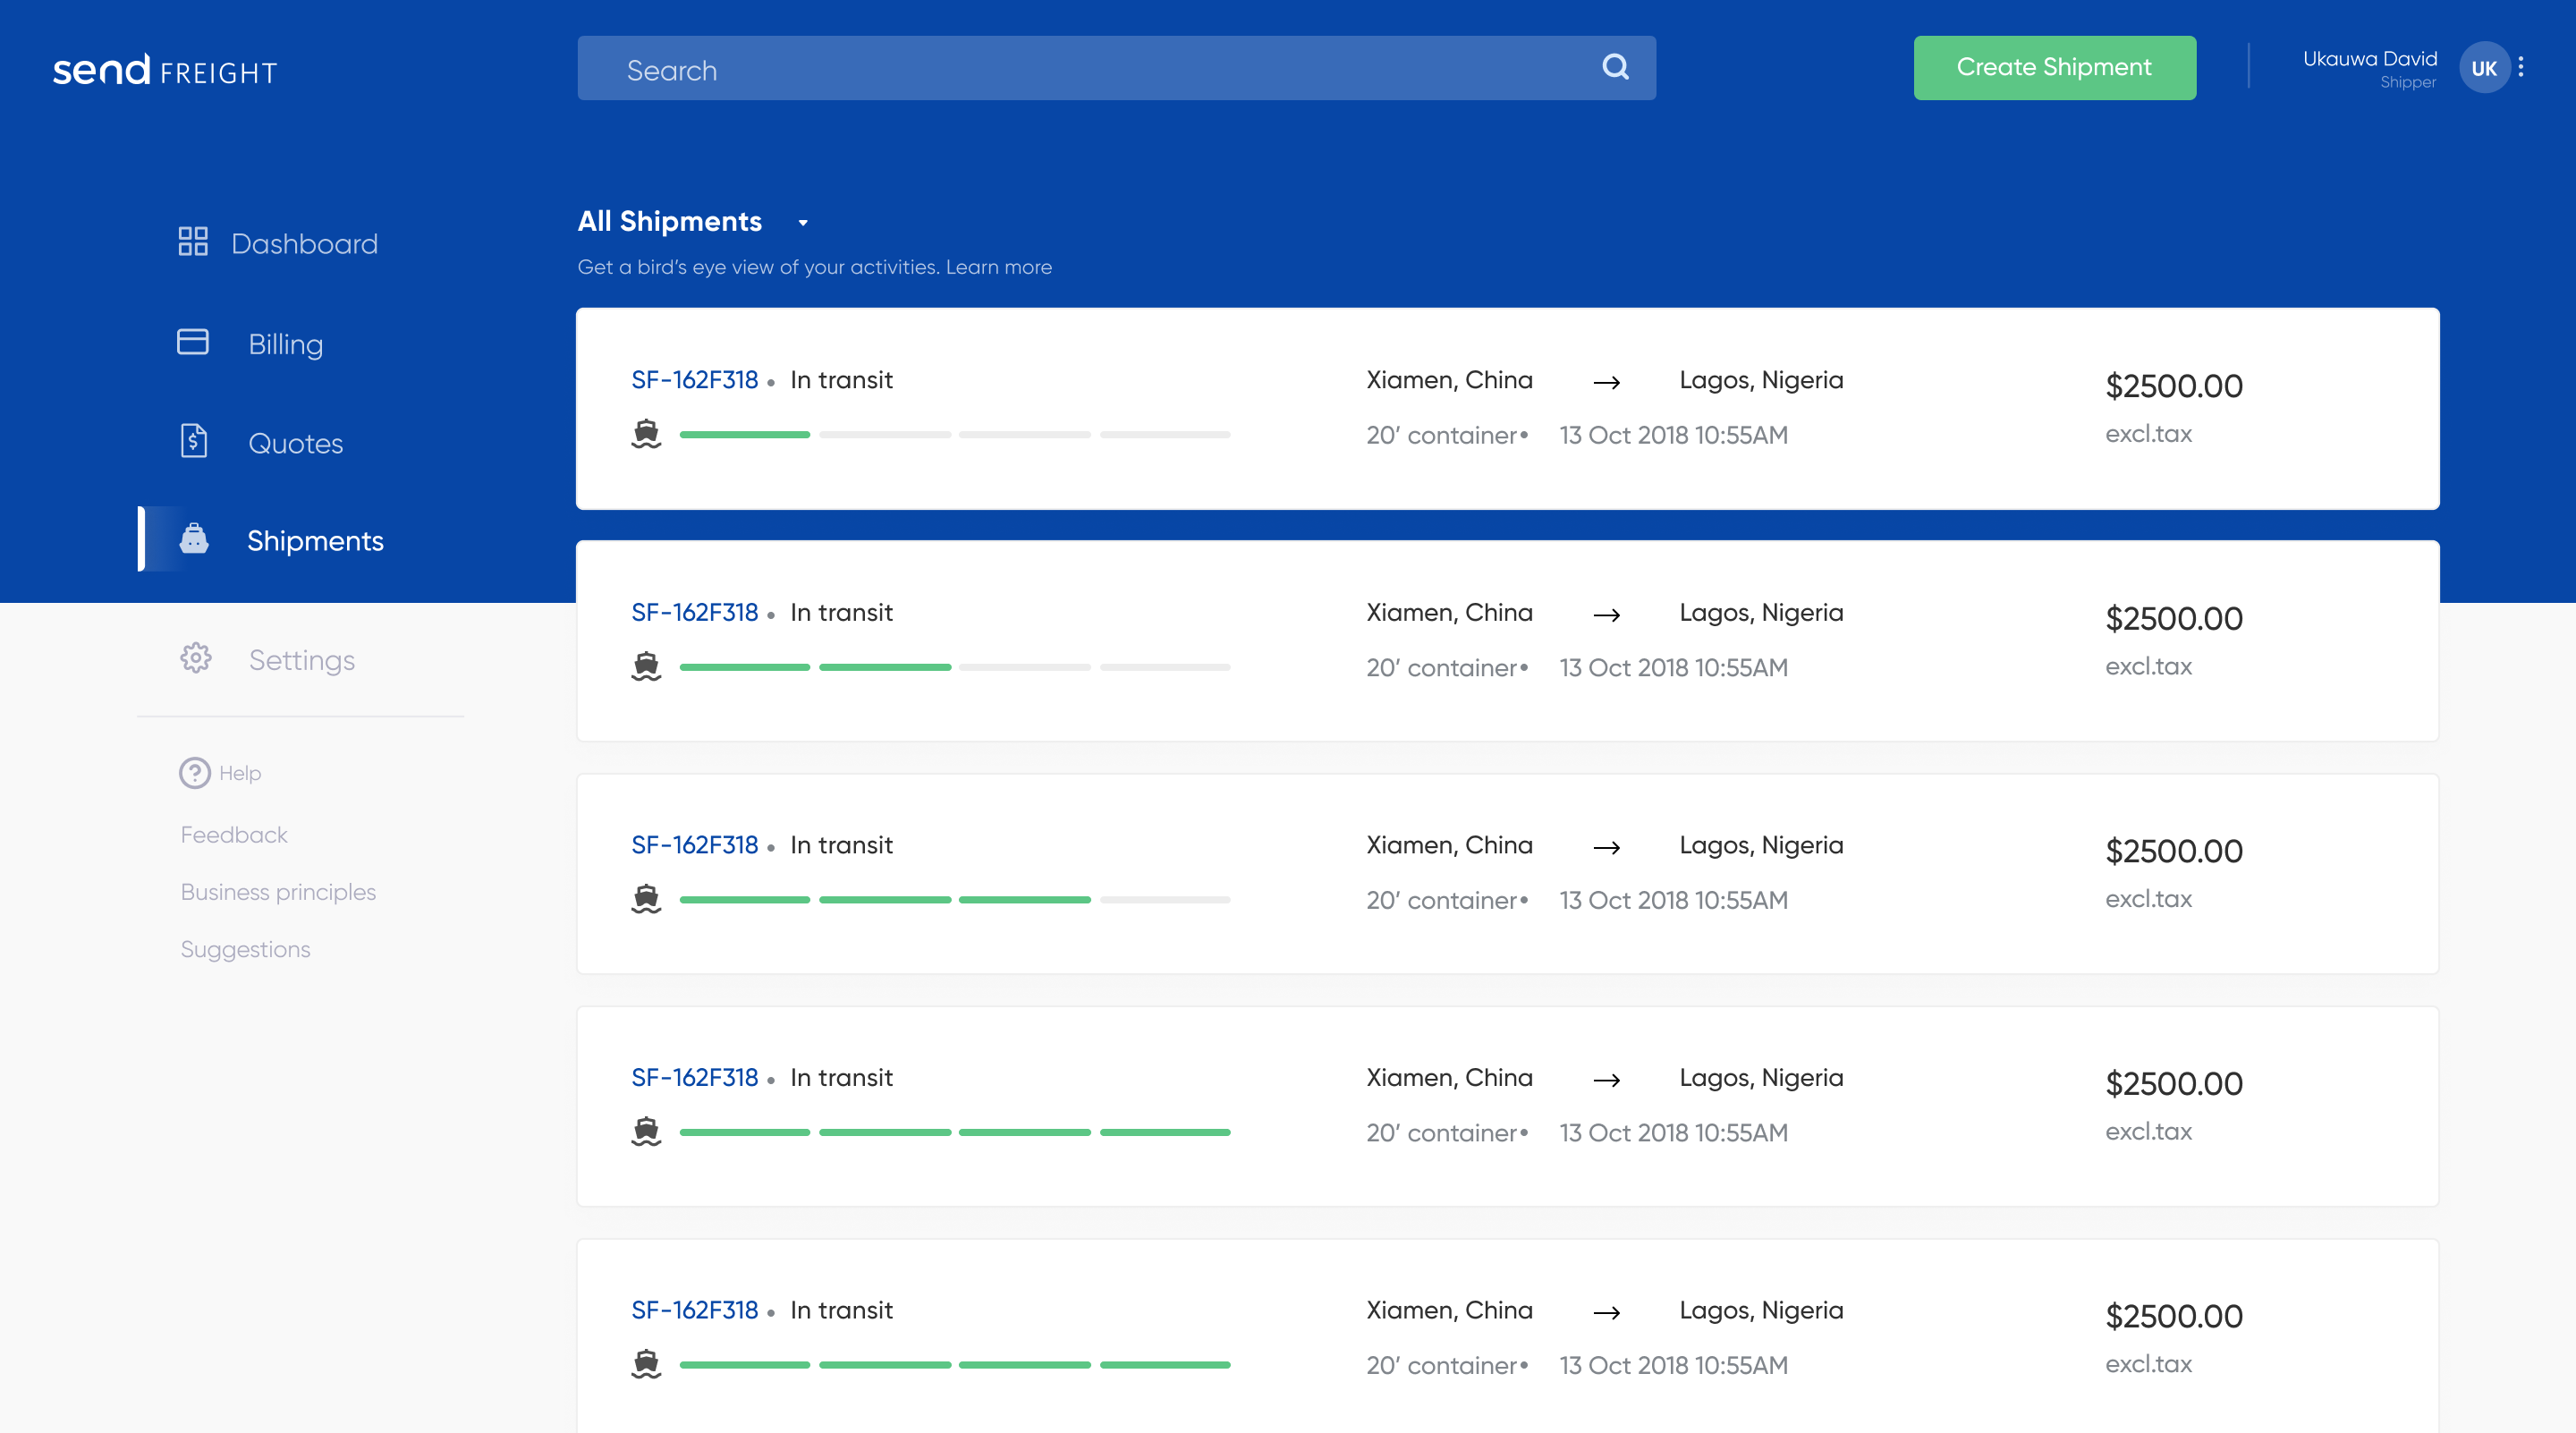 send FREIGHT
Search
Create Shipment
Ukauwa David
Shipper
UK
Dashboard
Billing
Quotes
Shipments
Settings
Help
Feedback
Business principles
Suggestions
All Shipments
Get a bird’s eye view of your activities. Learn more
SF-162F318 • In transit
Xiamen, China → Lagos, Nigeria
$2500.00
20’ container• 13 Oct 2018 10:55AM
excl.tax
SF-162F318 • In transit
Xiamen, China → Lagos, Nigeria
$2500.00
20’ container• 13 Oct 2018 10:55AM
excl.tax
SF-162F318 • In transit
Xiamen, China → Lagos, Nigeria
$2500.00
20’ container• 13 Oct 2018 10:55AM
excl.tax
SF-162F318 • In transit
Xiamen, China → Lagos, Nigeria
$2500.00
20’ container• 13 Oct 2018 10:55AM
excl.tax
SF-162F318 • In transit
Xiamen, China → Lagos, Nigeria
$2500.00
20’ container• 13 Oct 2018 10:55AM
excl.tax